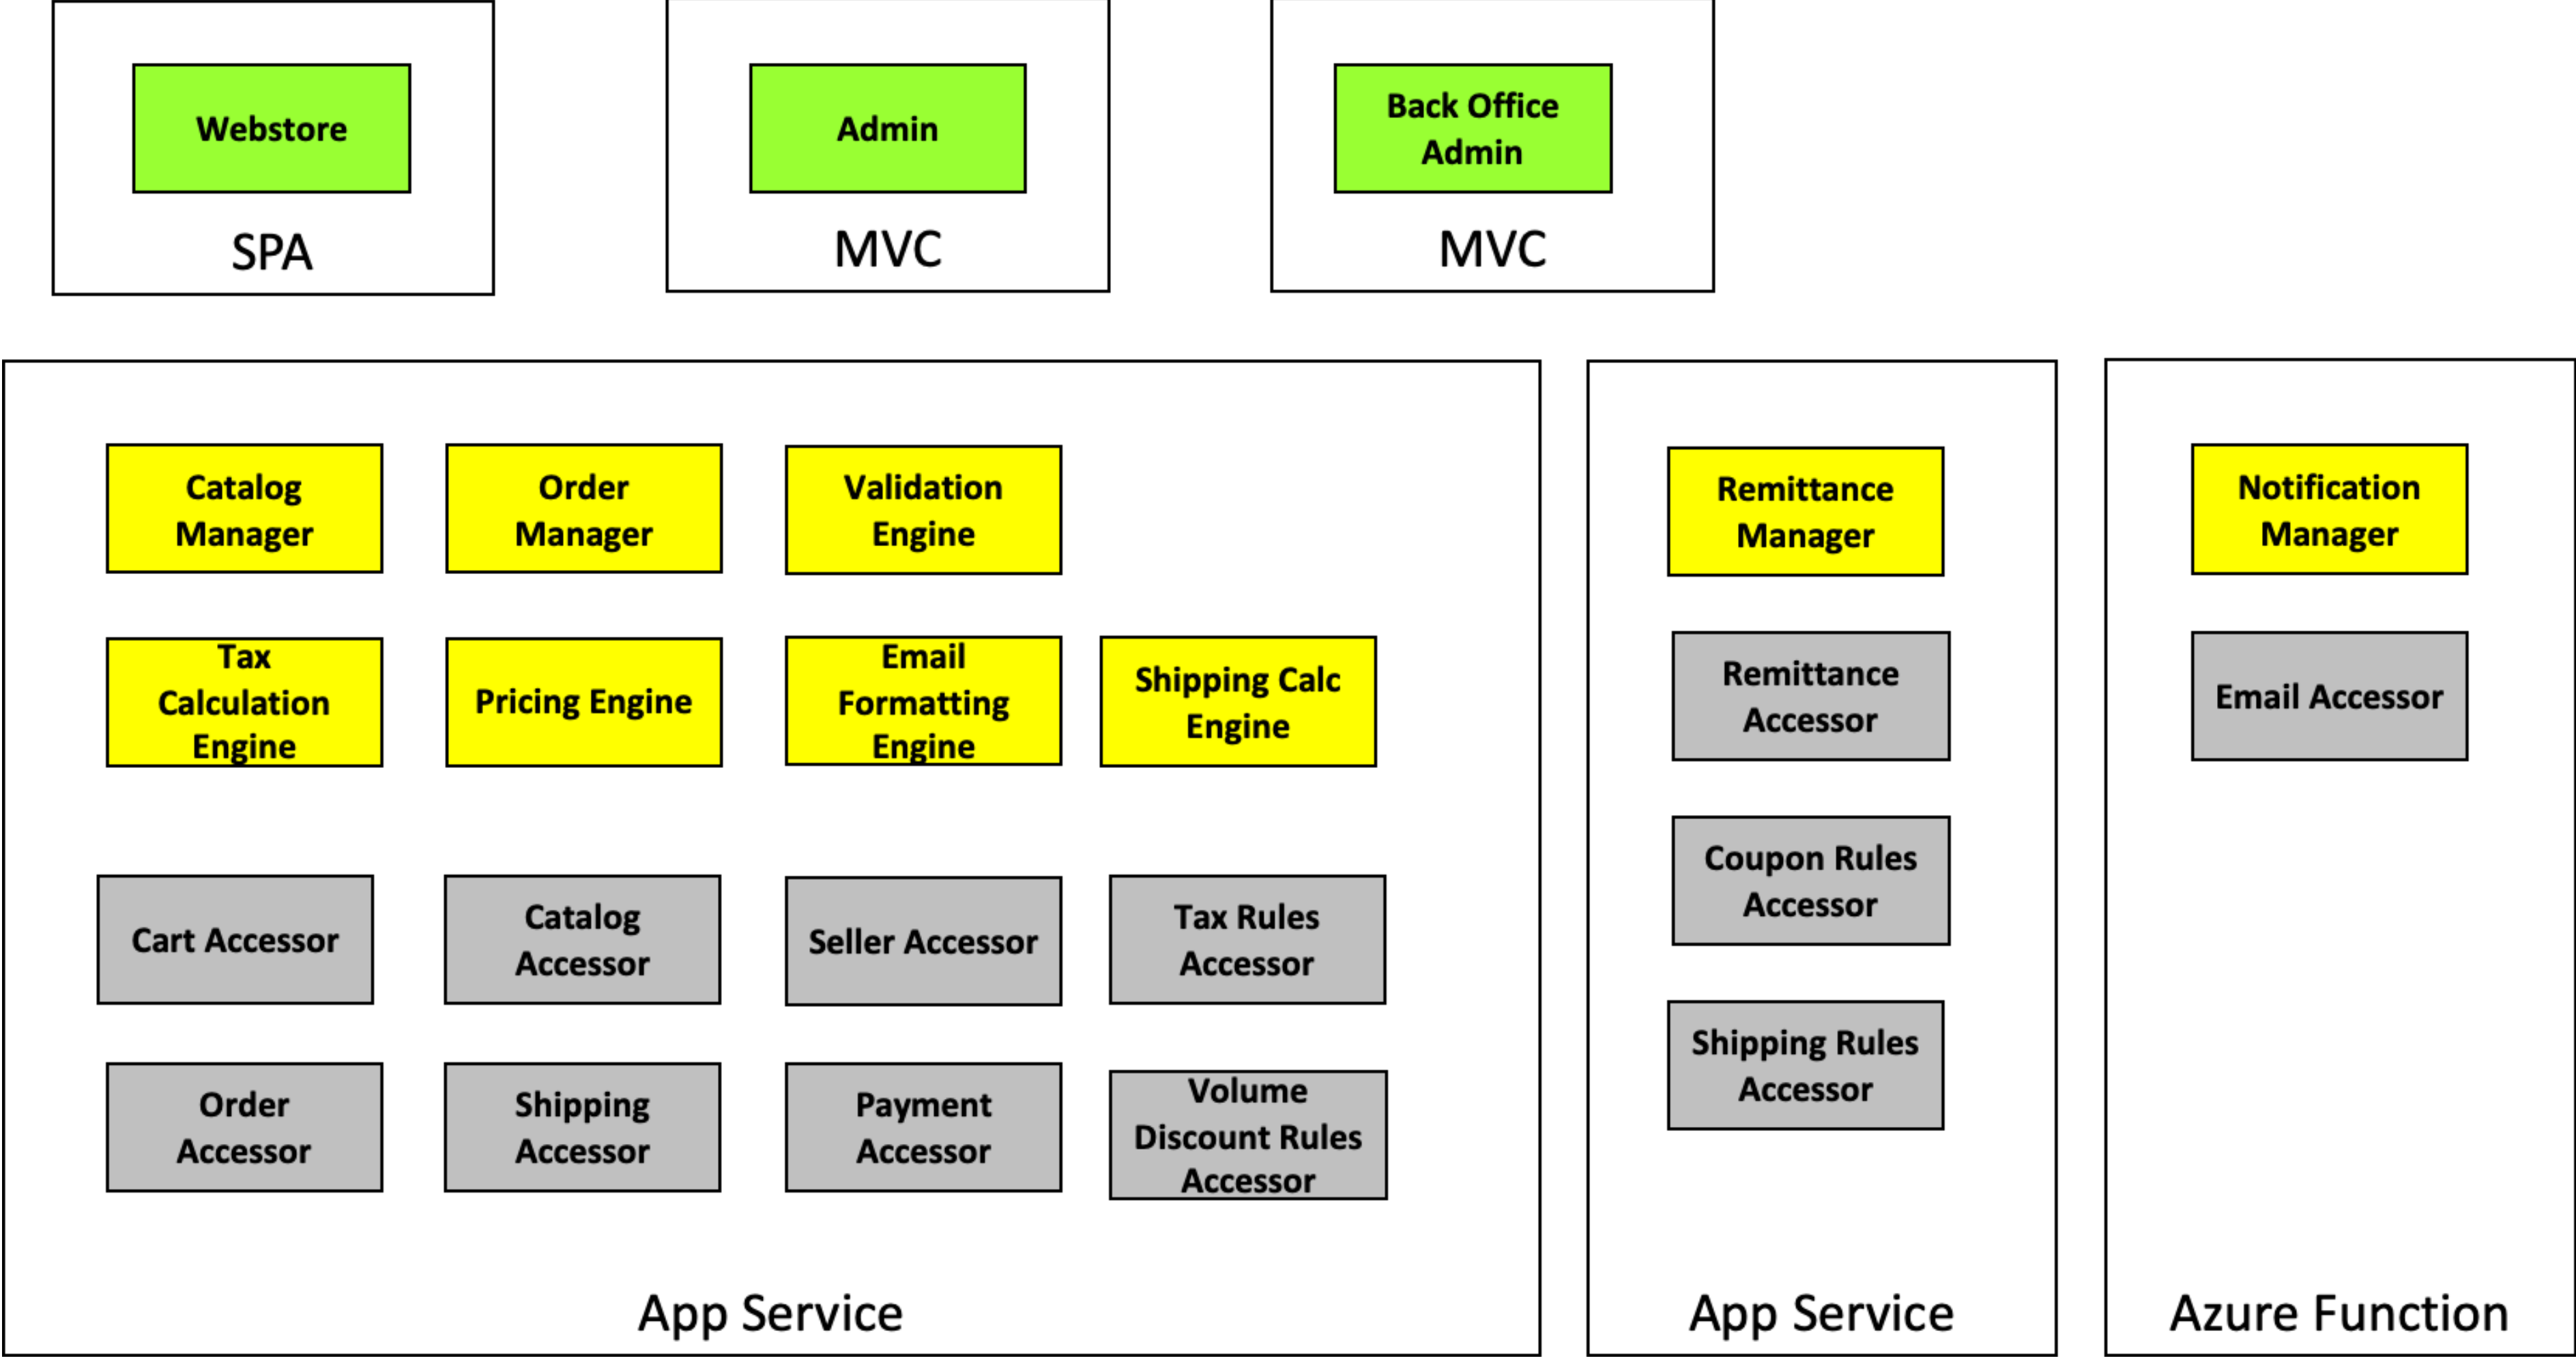 Webstore
SPA
Admin
MVC
Back Office
Admin
MVC
Catalog
Manager
Order
Manager
Validation
Engine
Tax
Calculation
Engine
Pricing Engine
Email
Formatting
Engine
Shipping Calc
Engine
Cart Accessor
Catalog
Accessor
Seller Accessor
Tax Rules
Accessor
Order
Accessor
Shipping
Accessor
Payment
Accessor
Volume
Discount Rules
Accessor
App Service
Remittance
Manager
Remittance
Accessor
Coupon Rules
Accessor
Shipping Rules
Accessor
App Service
Notification
Manager
Email Accessor
Azure Function